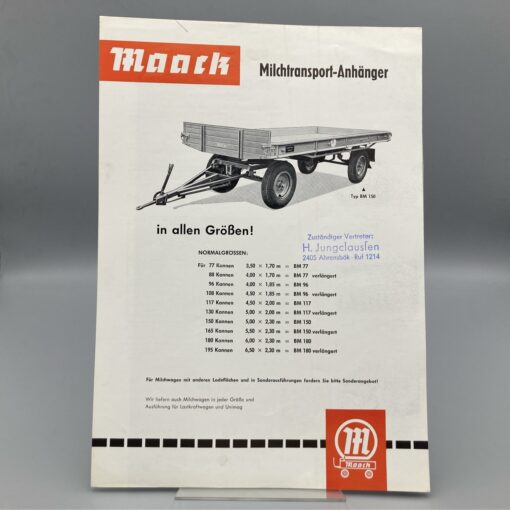 Maack
Milchtransport-Anhänger
Typ BM 150
in allen Größen!
Zuständiger Vertreter:
H. Jungclaussen
2405 Ahrensbök - Ruf 1214
NORMALGROSSEN:
Für 77 Kannen 3,50 × 1,70 m = BM 77
88 Kannen 4,00 × 1,70 m = BM 77 verlängert
96 Kannen 4,00 × 1,85 m = BM 96
108 Kannen 4,50 × 1,85 m = BM 96 verlängert
117 Kannen 4,50 × 2,00 m = BM 117
130 Kannen 5,00 × 2,00 m = BM 117 verlängert
150 Kannen 5,00 × 2,30 m = BM 150
165 Kannen 5,50 × 2,30 m = BM 150 verlängert
180 Kannen 6,00 × 2,30 m = BM 180
195 Kannen 6,50 × 2,30 m = BM 180 verlängert
Für Milchwagen mit anderen Ladeflächen und in Sonderausführungen fordern Sie bitte Sonderangebot!
Wir liefern auch Milchwagen in jeder Größe und
Ausführung für Lastkraftwagen und Unimog
M
Maack